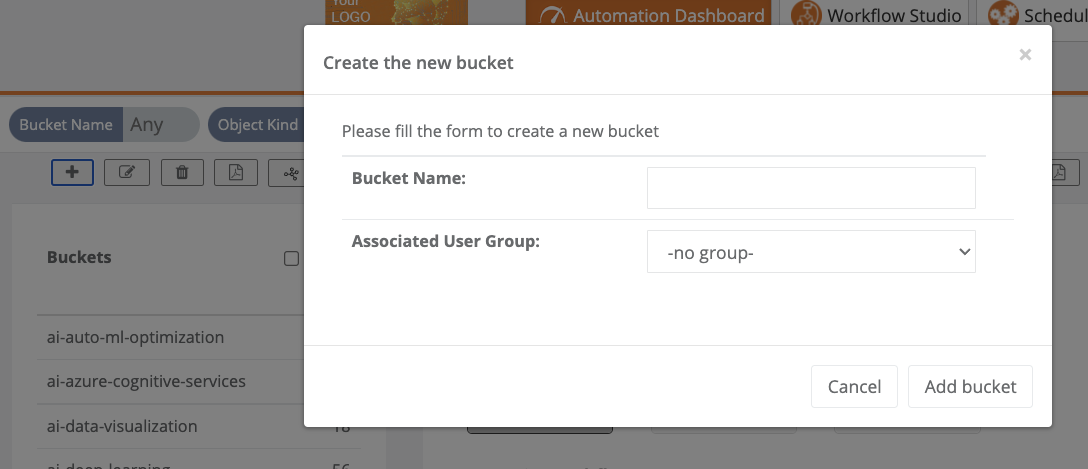 Your
LOGO
Automation Dashboard
Workflow Studio
Schedul
Create the new bucket
×
Bucket Name
Any
Object Kind
Please fill the form to create a new bucket
Bucket Name:
Associated User Group:
-no group-
Buckets
ai-auto-ml-optimization
ai-azure-cognitive-services
Cancel
Add bucket
ai-data-visualization
ai-deep-learning
56